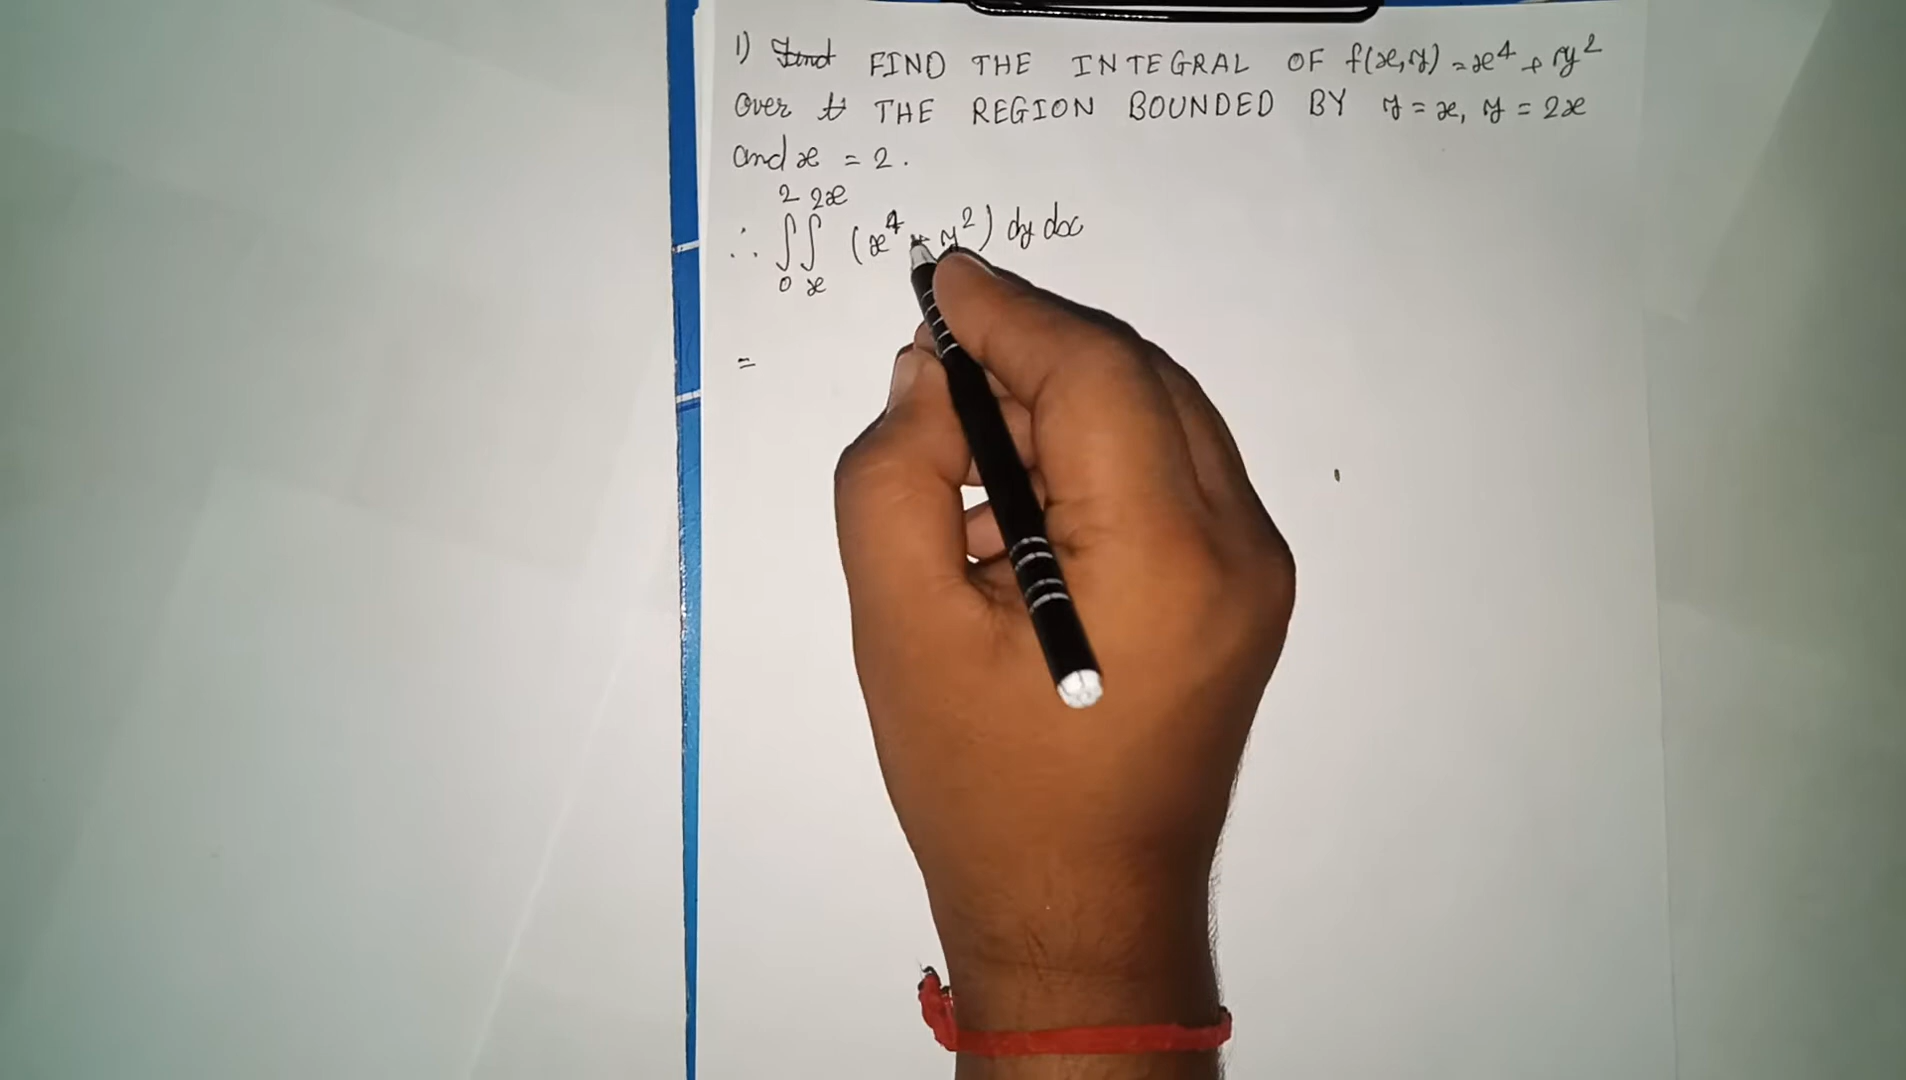 1) Find FIND THE INTEGRAL OF f(x,y) = x⁴ + y²
Over t THE REGION BOUNDED BY y = x, y = 2x
and x = 2.
∴ ∫₀² ∫ₓ²ˣ (x⁴ + y²) dy dx
=